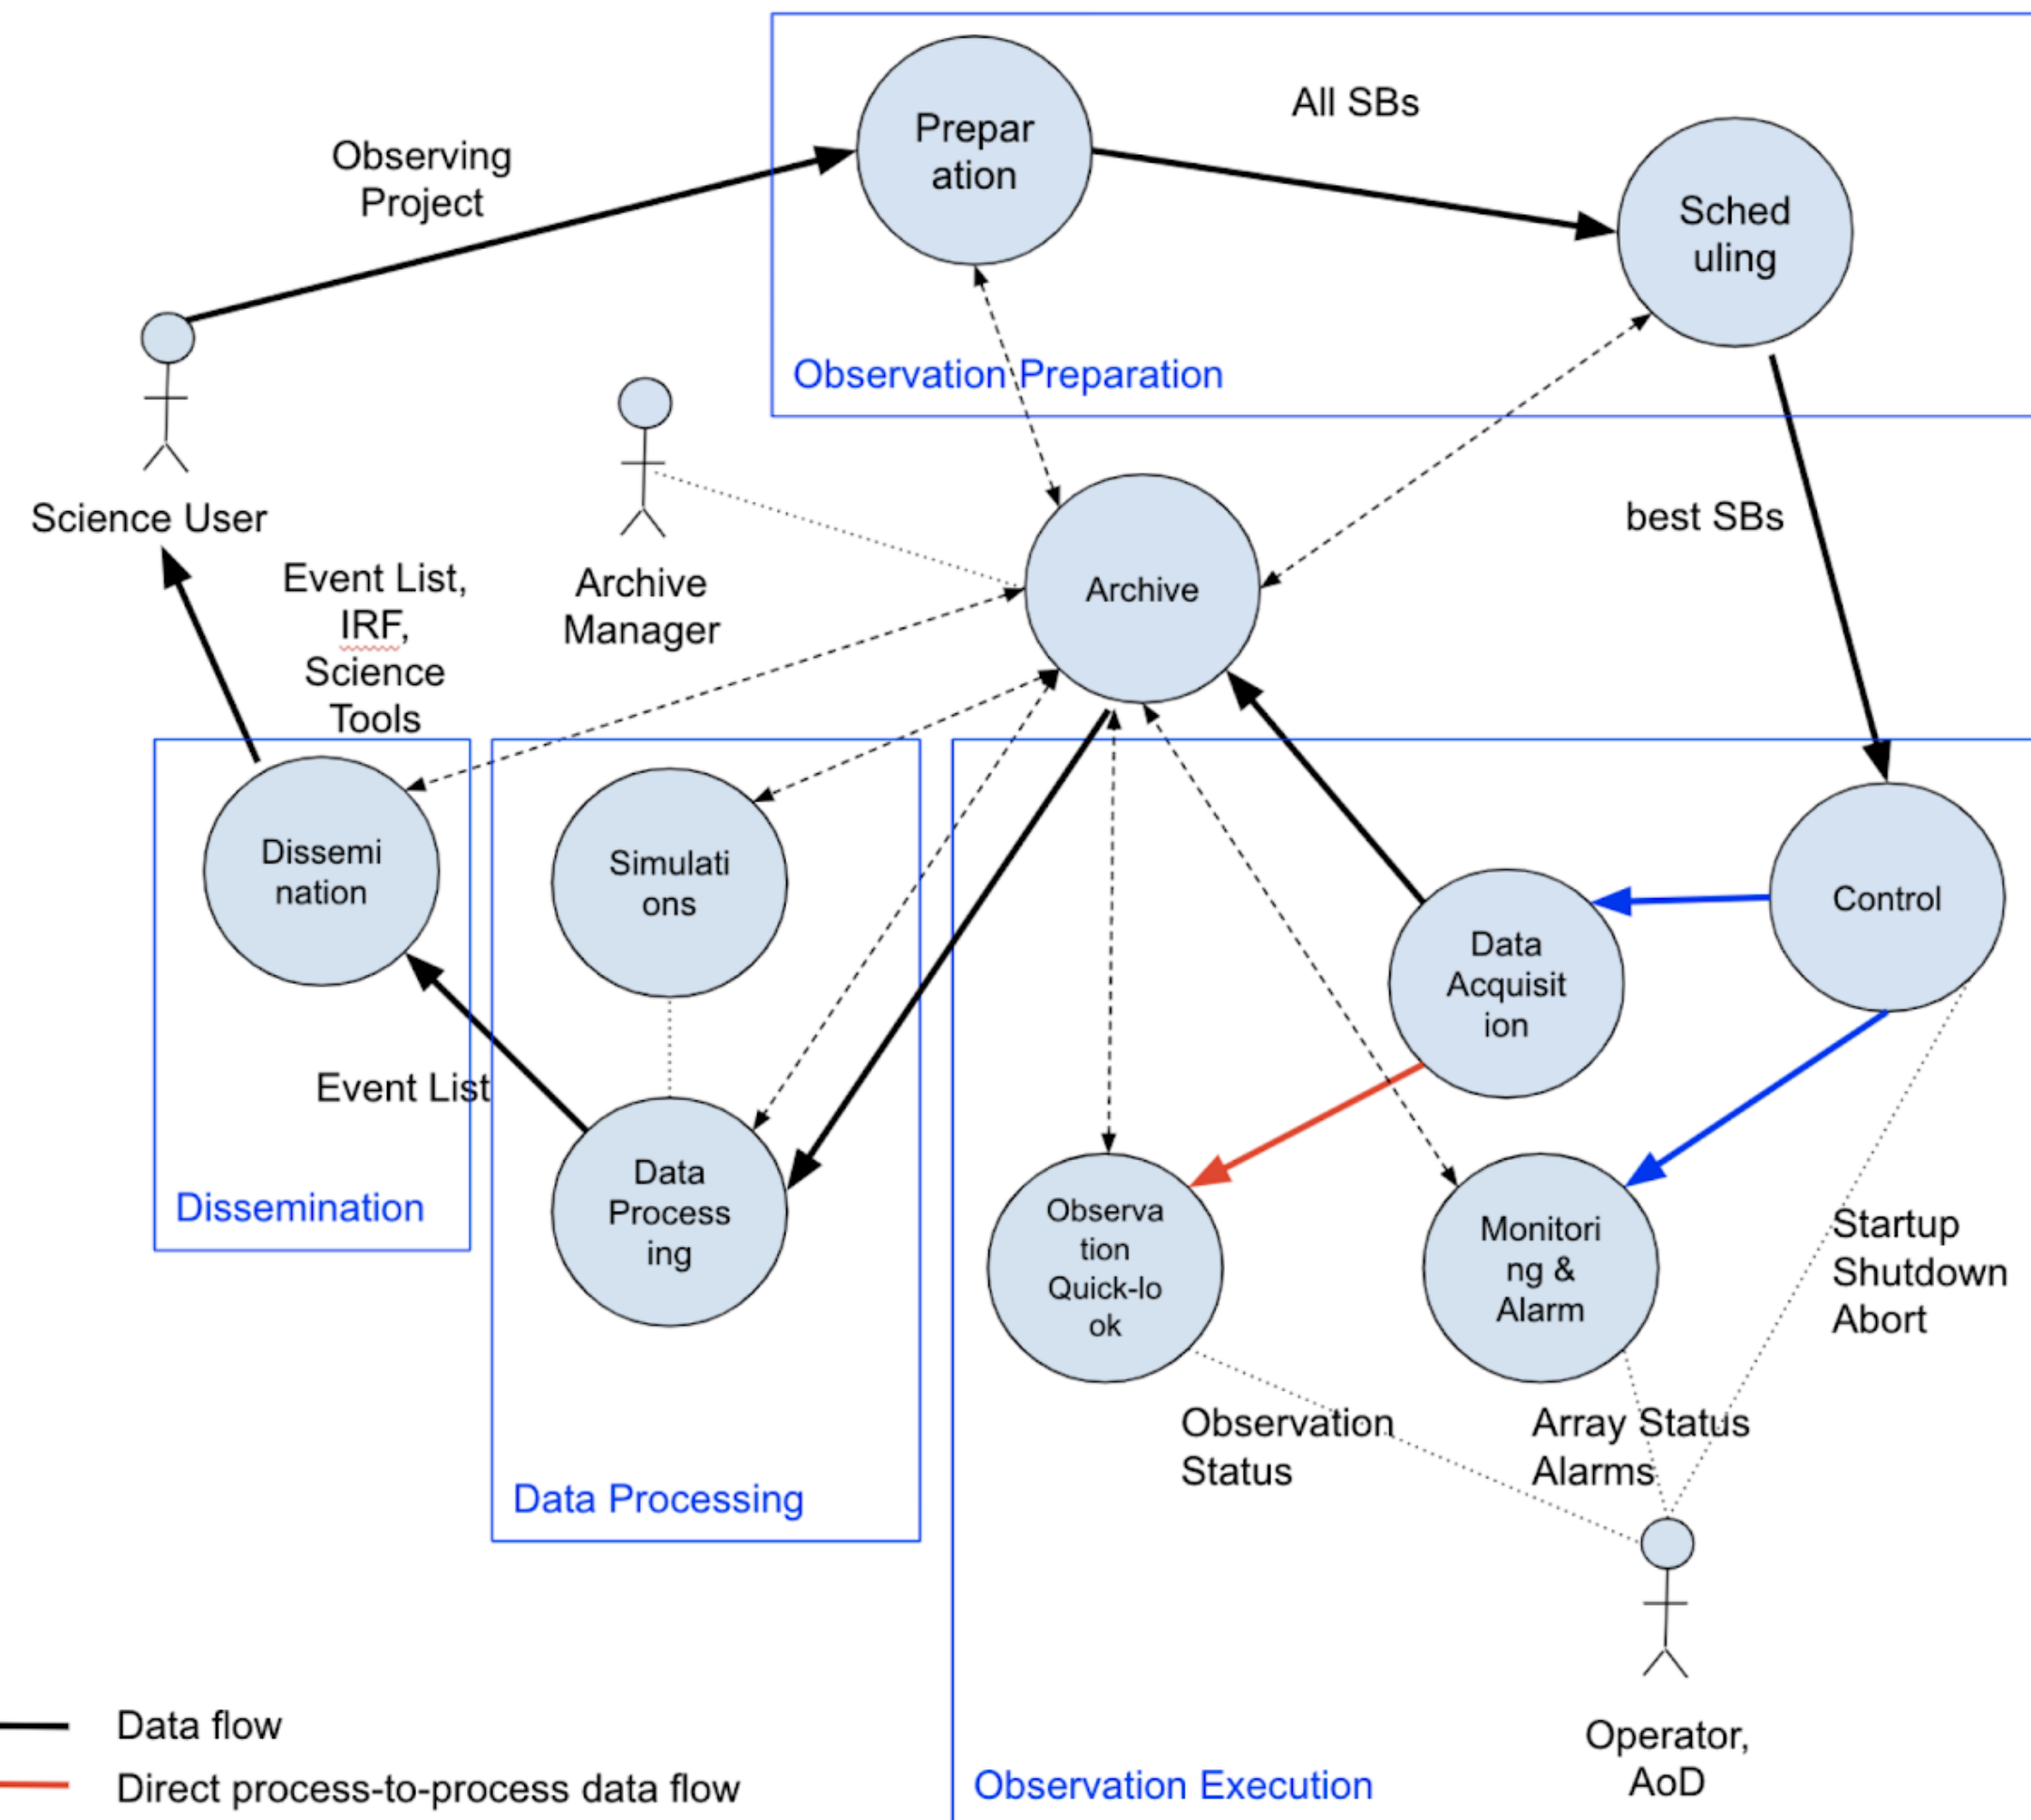 All SBs
Prepar
ation
Observing
Project
Sched
uling
Observation Preparation
Science User
best SBs
Archive
Manager
Archive
Event List,
IRF,
Science
Tools
Dissemi
nation
Simulati
ons
Control
Data
Acquisit
ion
Event List
Data
Process
ing
Dissemination
Observa
tion
Quick-lo
ok
Monitori
ng &
Alarm
Startup
Shutdown
Abort
Observation
Status
Array Status
Alarms
Data Processing
Operator,
AoD
Data flow
Direct process-to-process data flow
Observation Execution